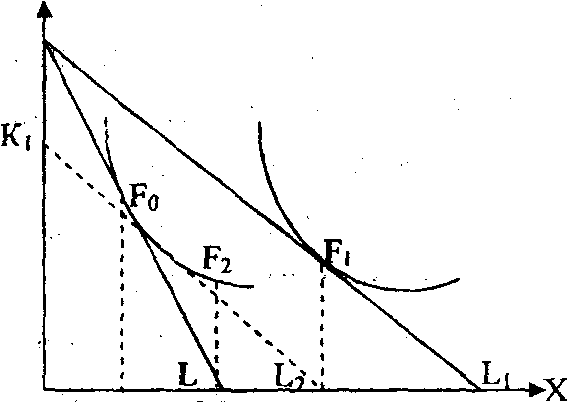 K₁
F₀
F₂
F₁
L
L₂
L₁
X